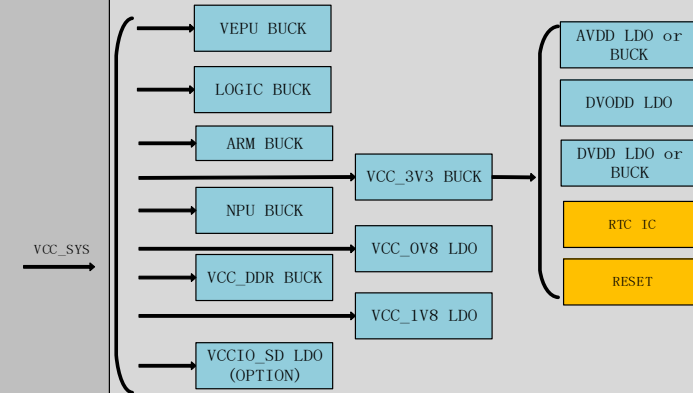 VCC_SYS
VEPU BUCK
LOGIC BUCK
ARM BUCK
VCC_3V3 BUCK
NPU BUCK
VCC_0V8 LDO
VCC_DDR BUCK
VCC_1V8 LDO
VCCIO_SD LDO
(OPTION)
AVDD LDO or
BUCK
DVODD LDO
DVDD LDO or
BUCK
RTC IC
RESET